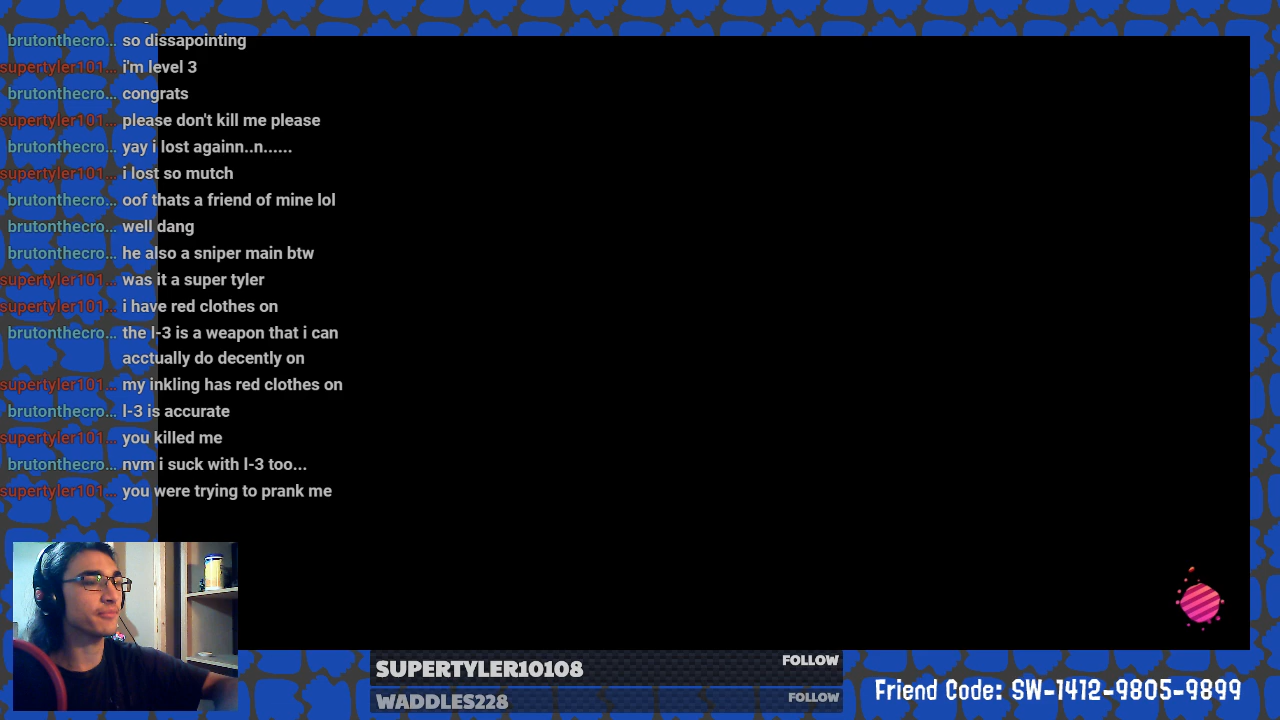 brutonthecro... so dissapointing
supertyler101... i'm level 3
brutonthecro... congrats
supertyler101... please don't kill me please
brutonthecro... yay i lost againn..n......
supertyler101... i lost so mutch
brutonthecro... oof thats a friend of mine lol
brutonthecro... well dang
brutonthecro... he also a sniper main btw
supertyler101... was it a super tyler
supertyler101... i have red clothes on
brutonthecro... the l-3 is a weapon that i can
acctually do decently on
supertyler101... my inkling has red clothes on
brutonthecro... l-3 is accurate
supertyler101... you killed me
brutonthecro... nvm i suck with l-3 too...
supertyler101... you were trying to prank me
SUPERTYLER10108 FOLLOW
WADDLES228 FOLLOW
Friend Code: SW-1412-9805-9899